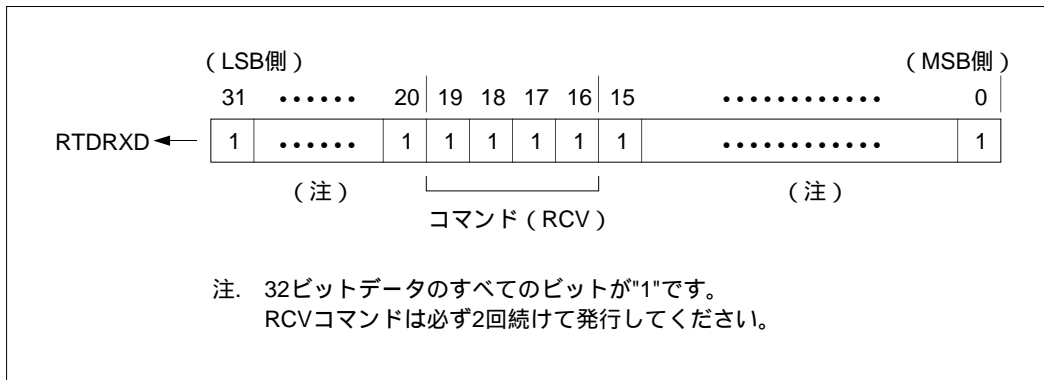 （LSB側） （MSB側）
31 •••••• 20 19 18 17 16 15 •••••••••••• 0
RTDRXD 1 •••••• 1 1 1 1 1 1 •••••••••••• 1
（注） （注）
コマンド（RCV）
注. 32ビットデータのすべてのビットが"1"です。
RCVコマンドは必ず2回続けて発行してください。